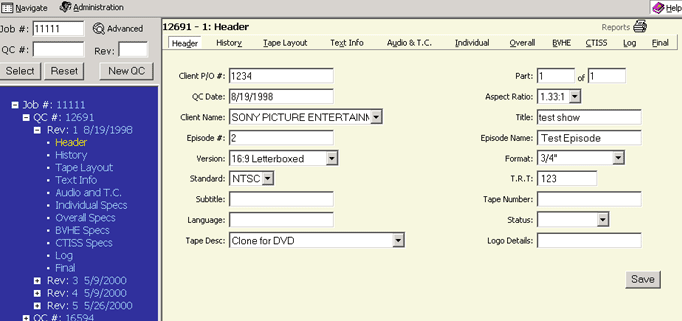 Navigate Administration Help
Job #: 11111 Advanced
QC #: Rev:
Select Reset New QC
Job #: 11111
QC #: 12691
Rev: 1 8/19/1998
Header
History
Tape Layout
Text Info
Audio and T.C.
Individual Specs
Overall Specs
BVHE Specs
CTISS Specs
Log
Final
Rev: 3 5/9/2000
Rev: 4 5/9/2000
Rev: 5 5/26/2000
QC #: 16594
12691 - 1: Header Reports
Header History Tape Layout Text Info Audio & T.C. Individual Overall BVHE CTISS Log Final
Client P/O #: 1234 Part: 1 of 1
QC Date: 8/19/1998 Aspect Ratio: 1.33:1
Client Name: SONY PICTURE ENTERTAINM Title: test show
Episode #: 2 Episode Name: Test Episode
Version: 16:9 Letterboxed Format: 3/4"
Standard: NTSC T.R.T: 123
Subtitle: Tape Number:
Language: Status:
Tape Desc: Clone for DVD Logo Details:
Save